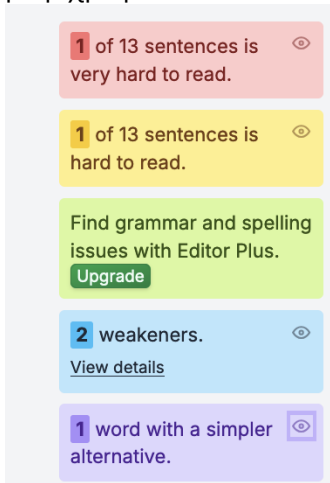 1 of 13 sentences is
very hard to read.
1 of 13 sentences is
hard to read.
Find grammar and spelling
issues with Editor Plus.
Upgrade
2 weakeners.
View details
1 word with a simpler
alternative.